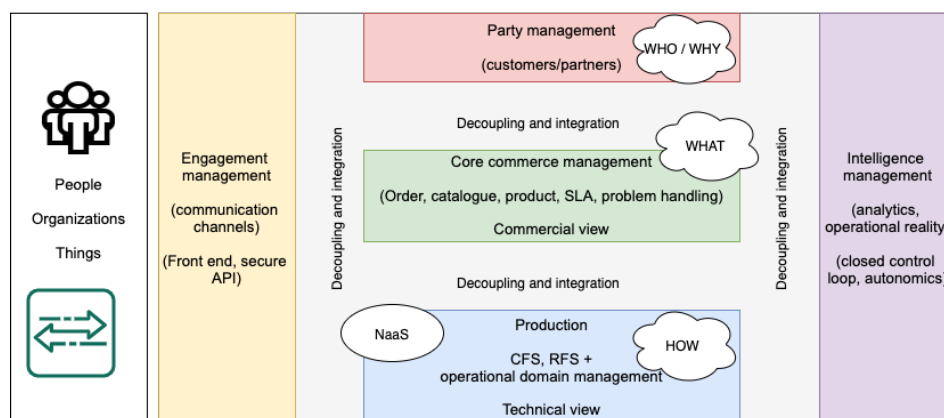 People
Organizations
Things
Engagement
management
(communication
channels)
(Front end, secure
API)
Decoupling and integration
Party management
(customers/partners)
WHO / WHY
Decoupling and integration
WHAT
Core commerce management
(Order, catalogue, product, SLA, problem handling)
Commercial view
Decoupling and integration
NaaS
Production
HOW
CFS, RFS +
operational domain management
Technical view
Decoupling and integration
Intelligence
management
(analytics,
operational reality)
(closed control
loop, autonomics)